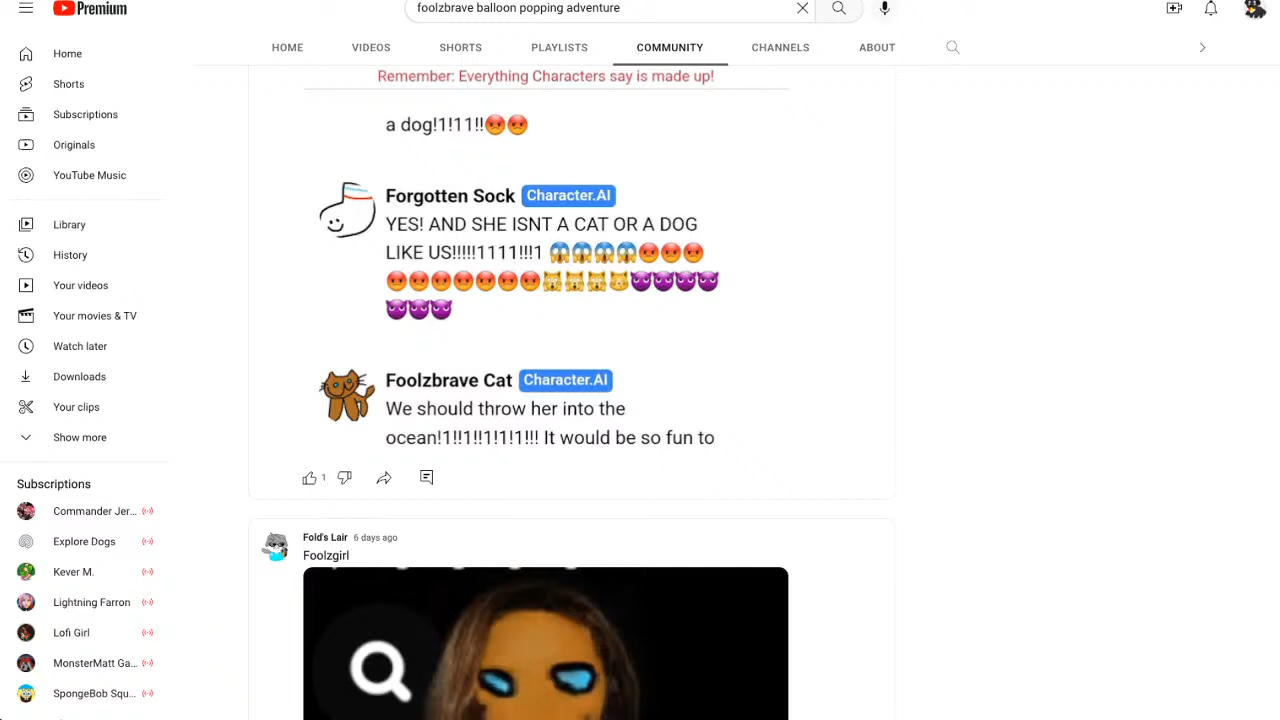 Premium
foolzbrave balloon popping adventure
HOME
VIDEOS
SHORTS
PLAYLISTS
COMMUNITY
CHANNELS
ABOUT
Home
Shorts
Subscriptions
Originals
YouTube Music
Library
History
Your videos
Your movies & TV
Watch later
Downloads
Your clips
Show more
Subscriptions
Commander Jer...
Explore Dogs
Kever M.
Lightning Farron
Lofi Girl
MonsterMatt Ga...
SpongeBob Squ...
Remember: Everything Characters say is made up!
a dog!1!11!!😡😡
Forgotten Sock Character.AI
YES! AND SHE ISNT A CAT OR A DOG
LIKE US!!!!!1111!!!1 😱😱😱😱😡😡😡
😡😡😡😡😡😡😡🙀🙀🙀😼😈😈😈😈
😈😈😈
Foolzbrave Cat Character.AI
We should throw her into the
ocean!1!!1!!1!1!1!!! It would be so fun to
1
Fold's Lair 6 days ago
Foolzgirl